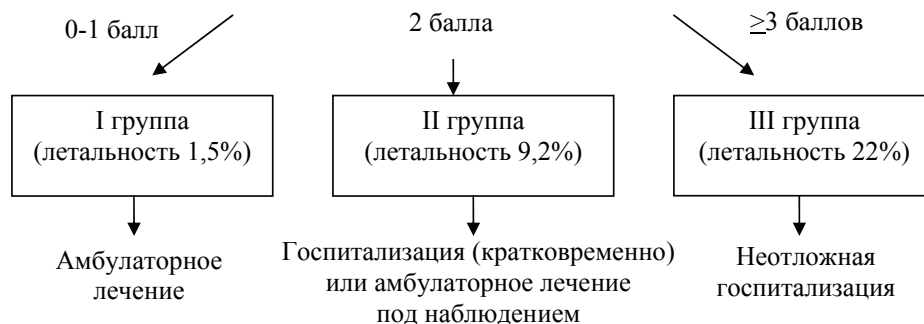 0-1 балл
2 балла
≥3 баллов
I группа
(летальность 1,5%)
II группа
(летальность 9,2%)
III группа
(летальность 22%)
Амбулаторное
лечение
Госпитализация (кратковременно)
или амбулаторное лечение
под наблюдением
Неотложная
госпитализация